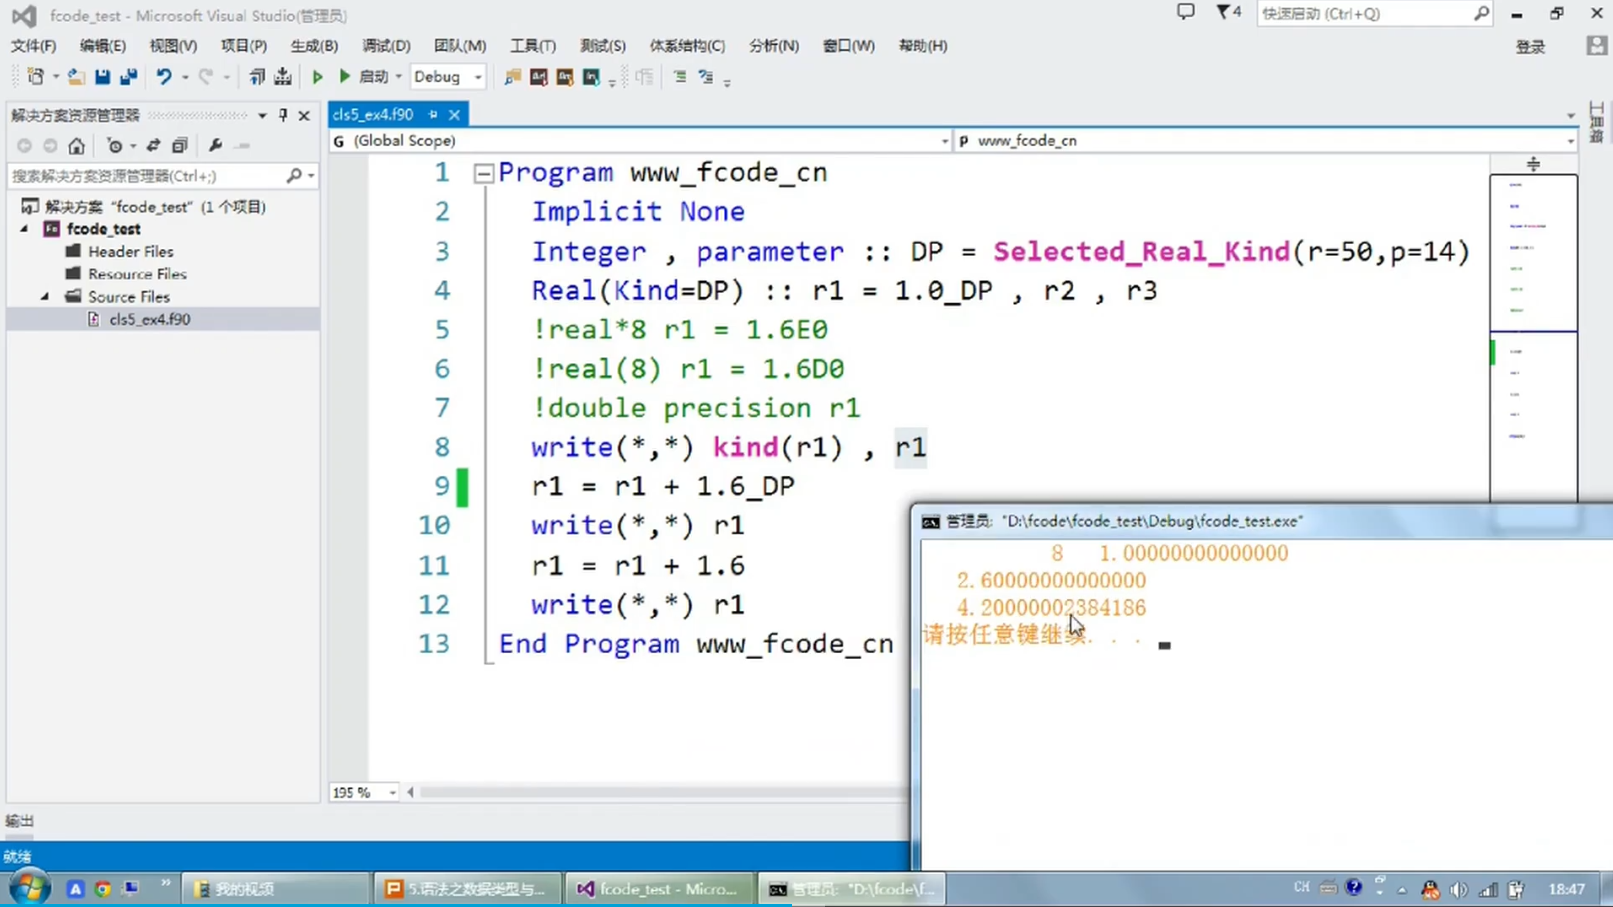 fcode_test - Microsoft Visual Studio(管理员)
4
快速启动 (Ctrl+Q)
文件(F) 编辑(E) 视图(V) 项目(P) 生成(B) 调试(D) 团队(M) 工具(T) 测试(S) 体系结构(C) 分析(N) 窗口(W) 帮助(H)
登录
启动 Debug
解决方案资源管理器
cls5_ex4.f90
(Global Scope)
www_fcode_cn
搜索解决方案资源管理器(Ctrl+;)
解决方案 "fcode_test" (1 个项目)
fcode_test
Header Files
Resource Files
Source Files
cls5_ex4.f90
工具箱
1 Program www_fcode_cn
2 Implicit None
3 Integer , parameter :: DP = Selected_Real_Kind(r=50,p=14)
4 Real(Kind=DP) :: r1 = 1.0_DP , r2 , r3
5 !real*8 r1 = 1.6E0
6 !real(8) r1 = 1.6D0
7 !double precision r1
8 write(*,*) kind(r1) , r1
9 r1 = r1 + 1.6_DP
10 write(*,*) r1
11 r1 = r1 + 1.6
12 write(*,*) r1
13 End Program www_fcode_cn
195 %
管理员: "D:\fcode\fcode_test\Debug\fcode_test.exe"
8 1.00000000000000
2.60000000000000
4.20000002384186
请按任意键继续. . .
输出
就绪
我的视频
5.语法之数据类型与...
fcode_test - Micro...
管理员: "D:\fcode\f...
CH
18:47